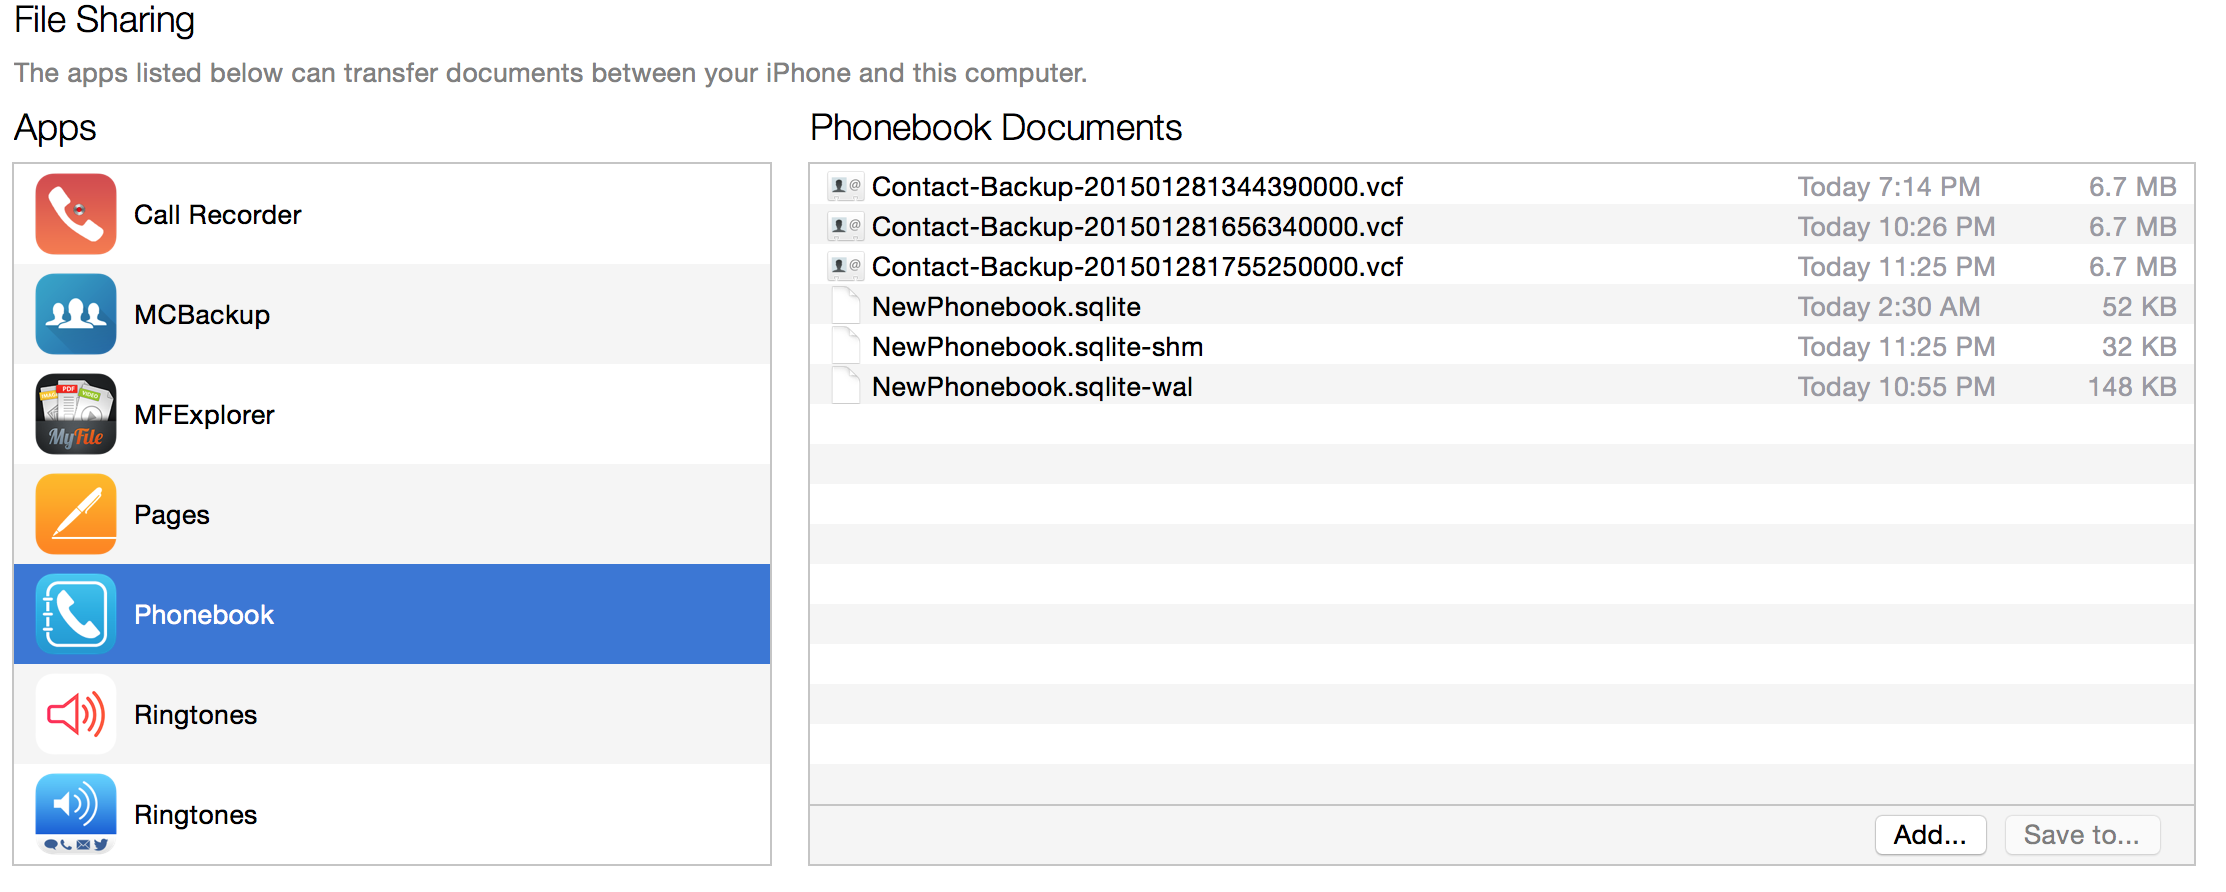 File Sharing
The apps listed below can transfer documents between your iPhone and this computer.
Apps
Call Recorder
MCBackup
PDF
VIDEO
MyFile
MFExplorer
Pages
Phonebook
Ringtones
Ringtones
Phonebook Documents
Contact-Backup-201501281344390000.vcf Today 7:14 PM 6.7 MB
Contact-Backup-201501281656340000.vcf Today 10:26 PM 6.7 MB
Contact-Backup-201501281755250000.vcf Today 11:25 PM 6.7 MB
NewPhonebook.sqlite Today 2:30 AM 52 KB
NewPhonebook.sqlite-shm Today 11:25 PM 32 KB
NewPhonebook.sqlite-wal Today 10:55 PM 148 KB
Add... Save to...